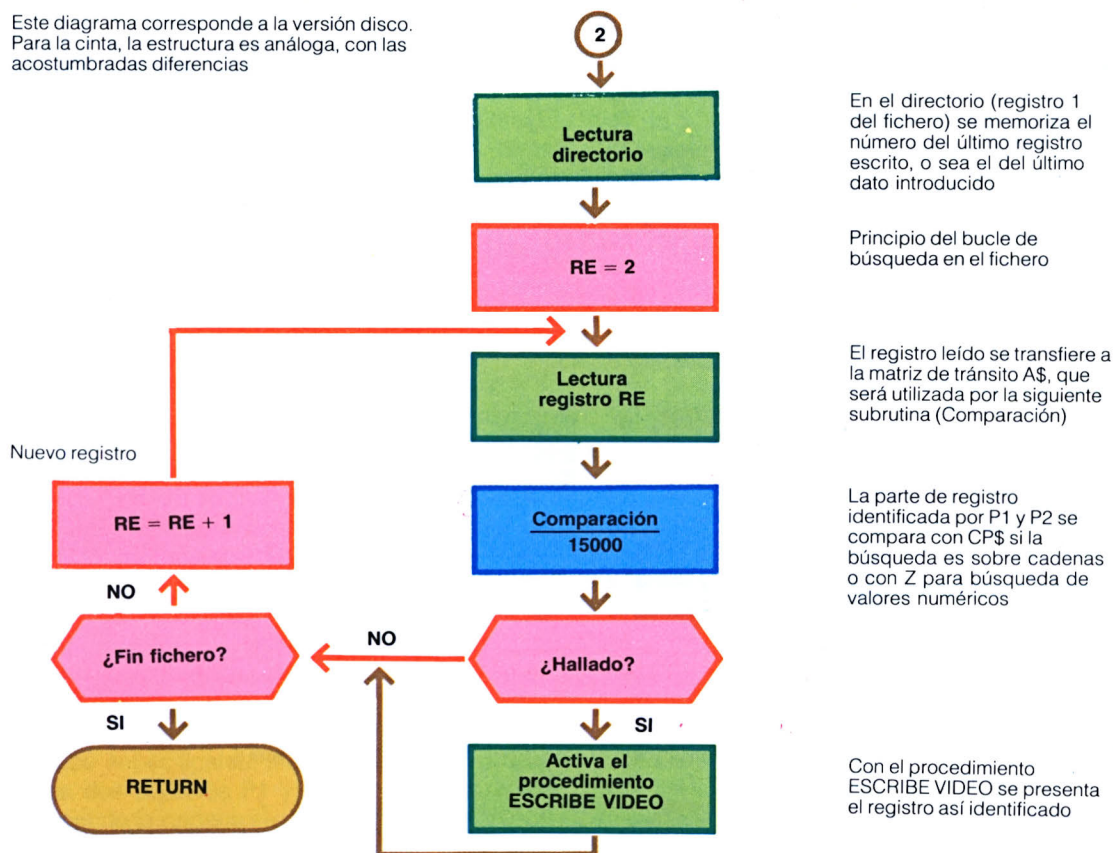 Este diagrama corresponde a la versión disco.
Para la cinta, la estructura es análoga, con las
acostumbradas diferencias
2
Lectura
directorio
En el directorio (registro 1
del fichero) se memoriza el
número del último registro
escrito, o sea el del último
dato introducido
RE = 2
Principio del bucle de
búsqueda en el fichero
Lectura
registro RE
El registro leído se transfiere a
la matriz de tránsito A$, que
será utilizada por la siguiente
subrutina (Comparación)
Nuevo registro
RE = RE + 1
Comparación
15000
La parte de registro
identificada por P1 y P2 se
compara con CP$ si la
búsqueda es sobre cadenas
o con Z para búsqueda de
valores numéricos
NO
¿Fin fichero?
NO
¿Hallado?
SI
SI
RETURN
Activa el
procedimiento
ESCRIBE VIDEO
Con el procedimiento
ESCRIBE VIDEO se presenta
el registro así identificado